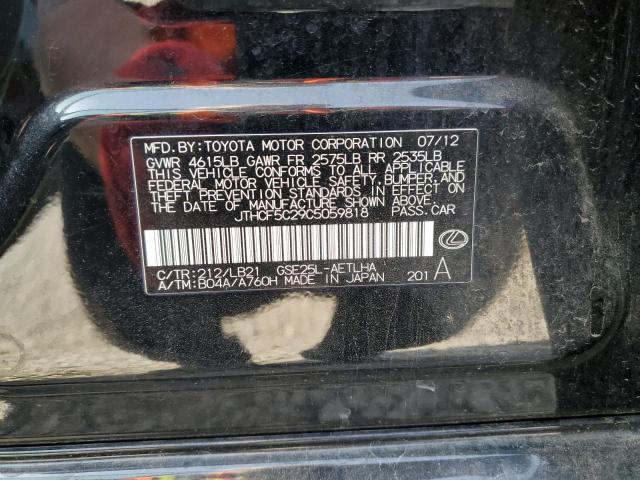 MFD.BY:TOYOTA MOTOR CORPORATION 07/12
GVWR 4615LB GAWR FR 2575LB RR 2535LB
THIS VEHICLE CONFORMS TO ALL APPLICABLE
FEDERAL MOTOR VEHICLE SAFETY,BUMPER,AND
THEFT PREVENTION STANDARDS IN EFFECT ON
THE DATE OF MANUFACTURE SHOWN ABOVE.
JTHCF5C29C5059818 PASS.CAR
C/TR:212/LB21 GSE25L-AETLHA
A/TM:B04A/A760H MADE IN JAPAN 201 A